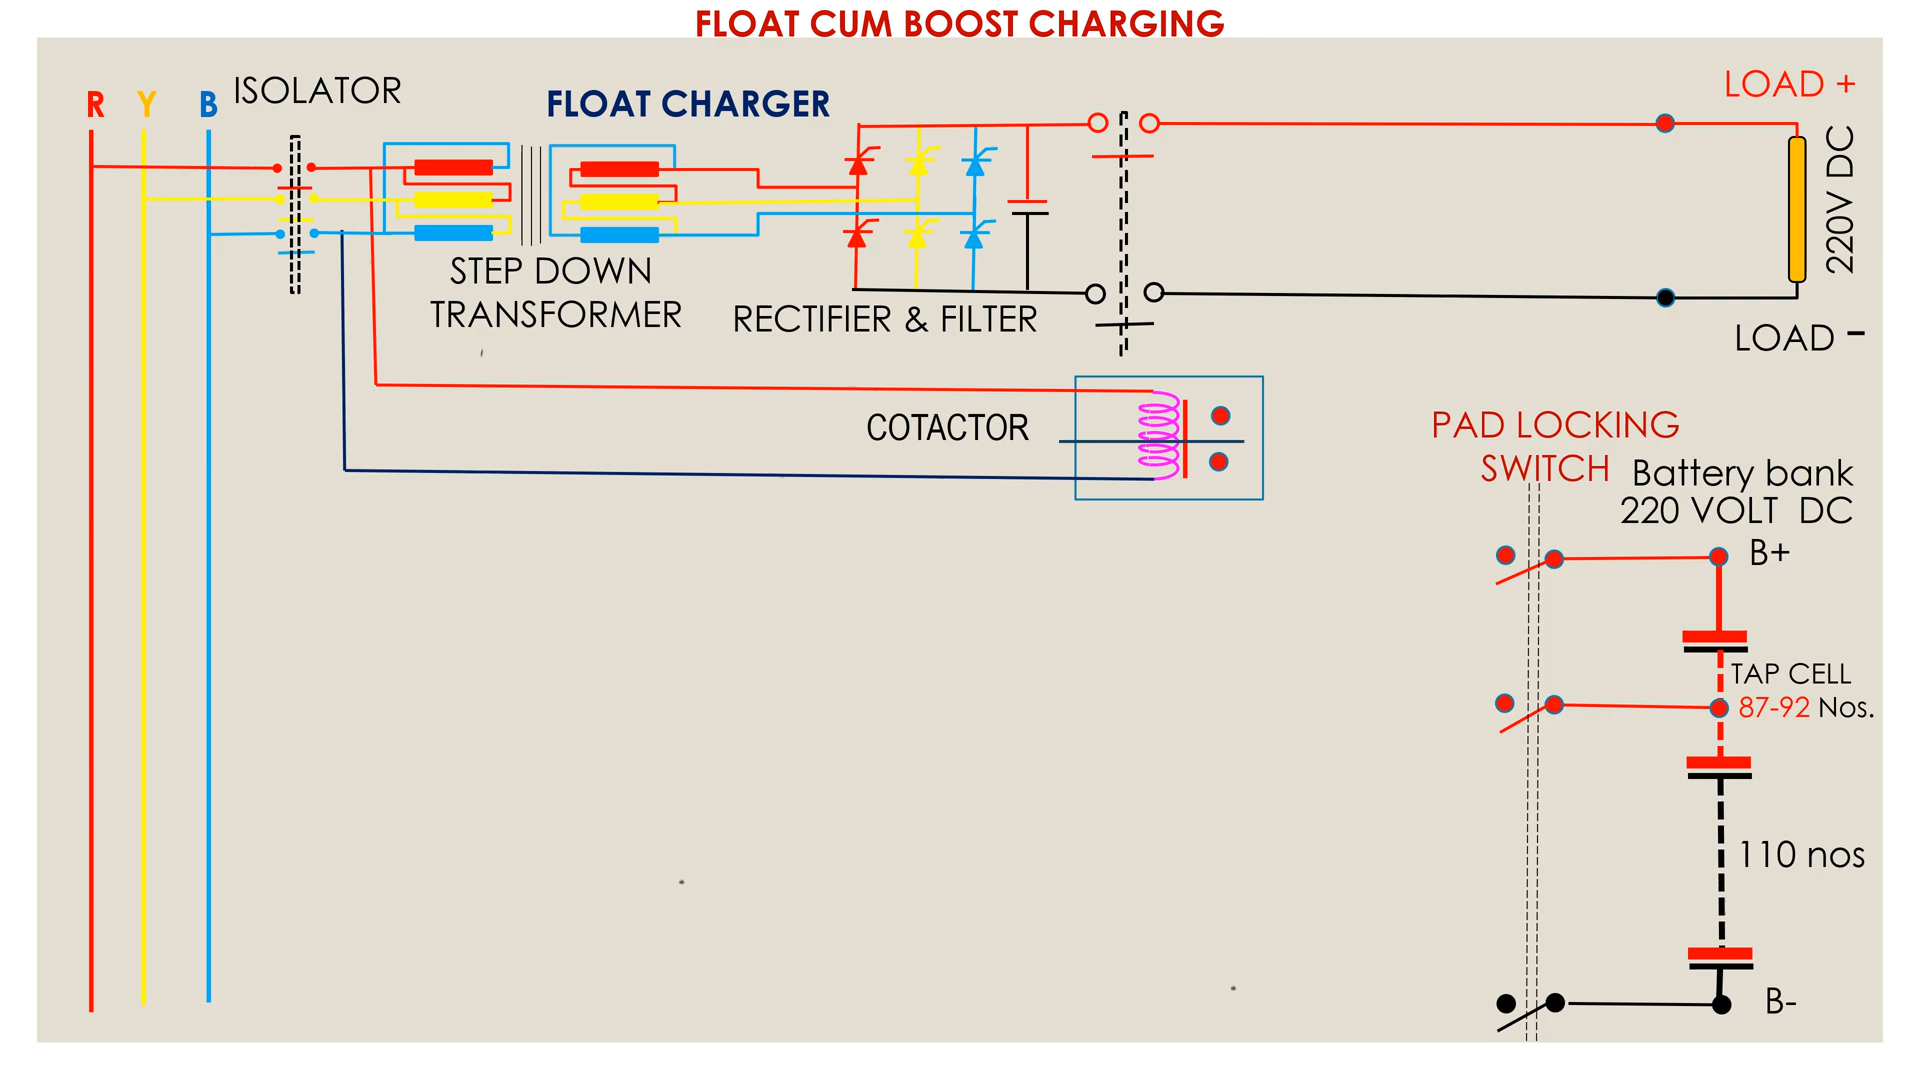 FLOAT CUM BOOST CHARGING
R Y B ISOLATOR
FLOAT CHARGER
LOAD +
220V DC
STEP DOWN
TRANSFORMER
RECTIFIER & FILTER
LOAD -
COTACTOR
PAD LOCKING
SWITCH
Battery bank
220 VOLT DC
B+
TAP CELL
87-92 Nos.
110 nos
B-